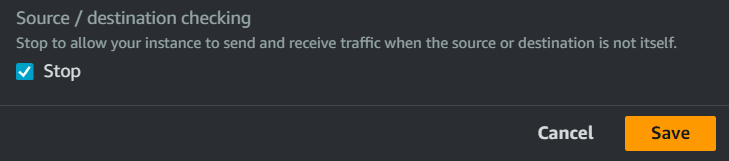 Source / destination checking
Stop to allow your instance to send and receive traffic when the source or destination is not itself.
Stop
Cancel
Save